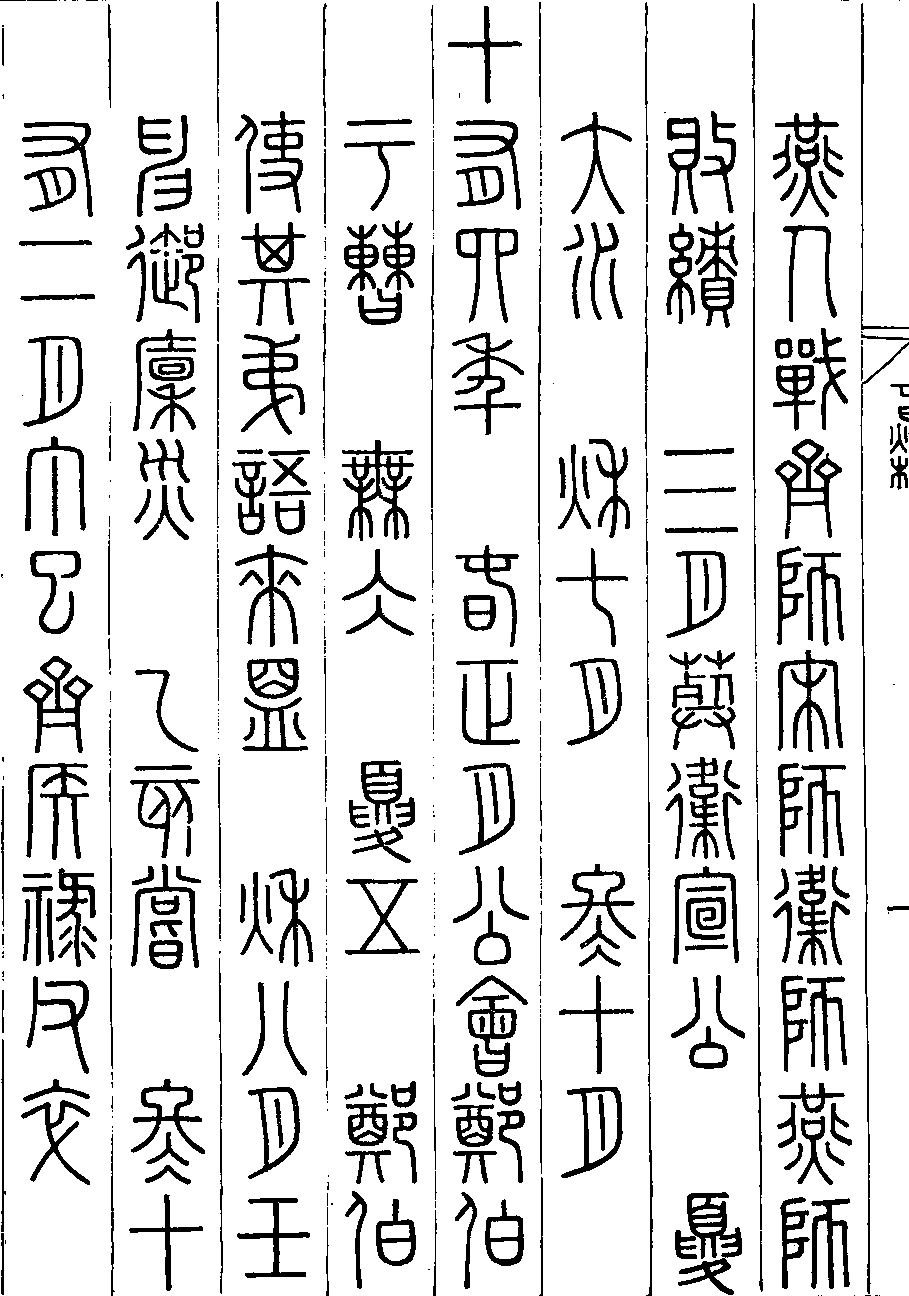 燕人戰齊師宋師衛師燕師
敗績 三月葬衛宣公 夏
大水 秋七月 冬十月
十有四年 春正月公會鄭伯
于曹 無冰 夏五 鄭伯
使其弟語來盟 秋八月壬
申御廩災 乙亥嘗 冬十
有二月丁巳齊侯祿父卒